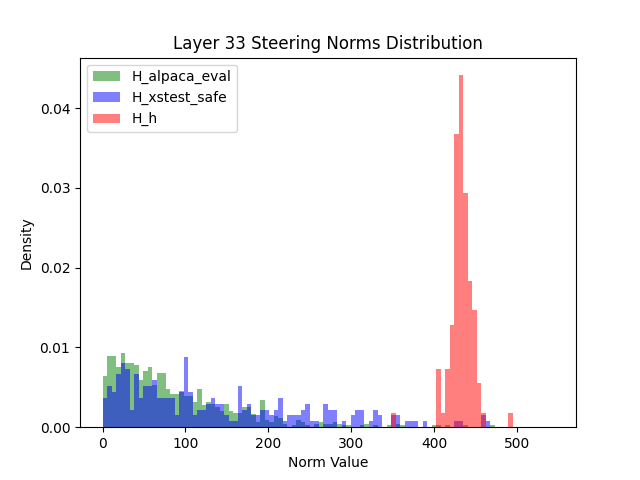 Layer 33 Steering Norms Distribution
H_alpaca_eval
H_xstest_safe
H_h
0.04
0.03
0.02
0.01
0.00
Density
0 100 200 300 400 500
Norm Value